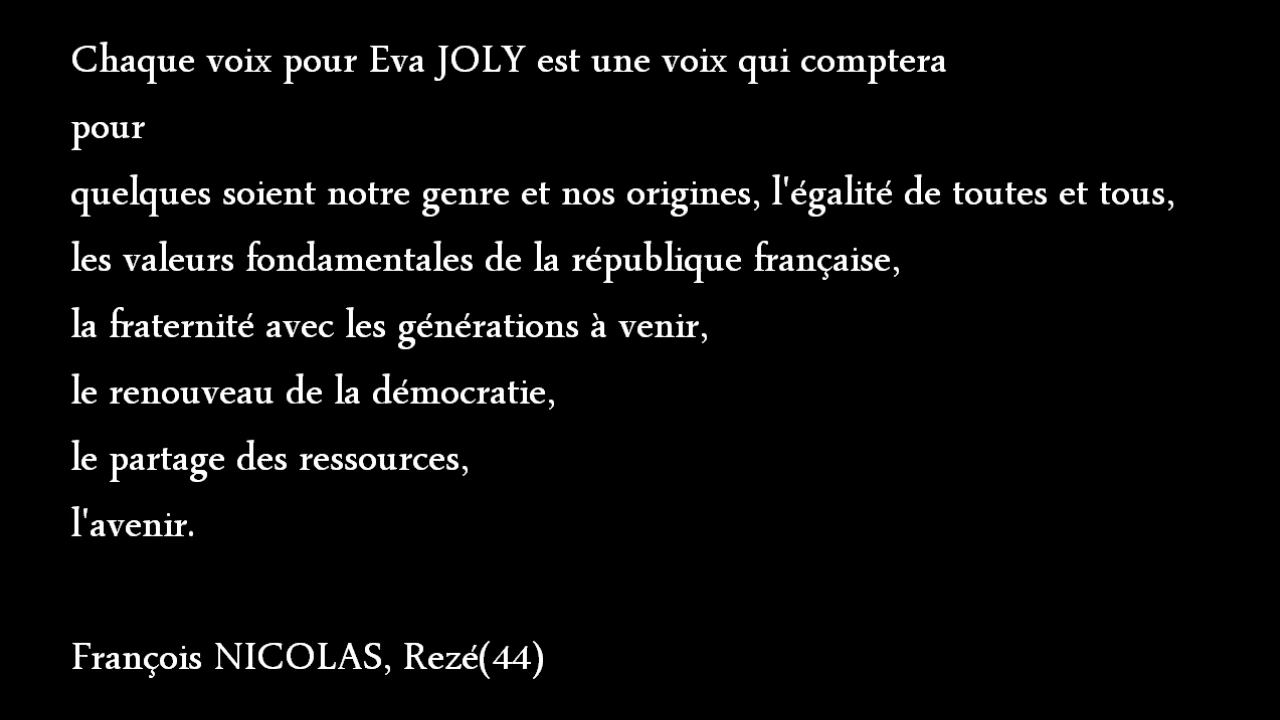 Chaque voix pour Eva JOLY est une voix qui comptera
pour
quelques soient notre genre et nos origines, l'égalité de toutes et tous,
les valeurs fondamentales de la république française,
la fraternité avec les générations à venir,
le renouveau de la démocratie,
le partage des ressources,
l'avenir.
François NICOLAS, Rezé(44)